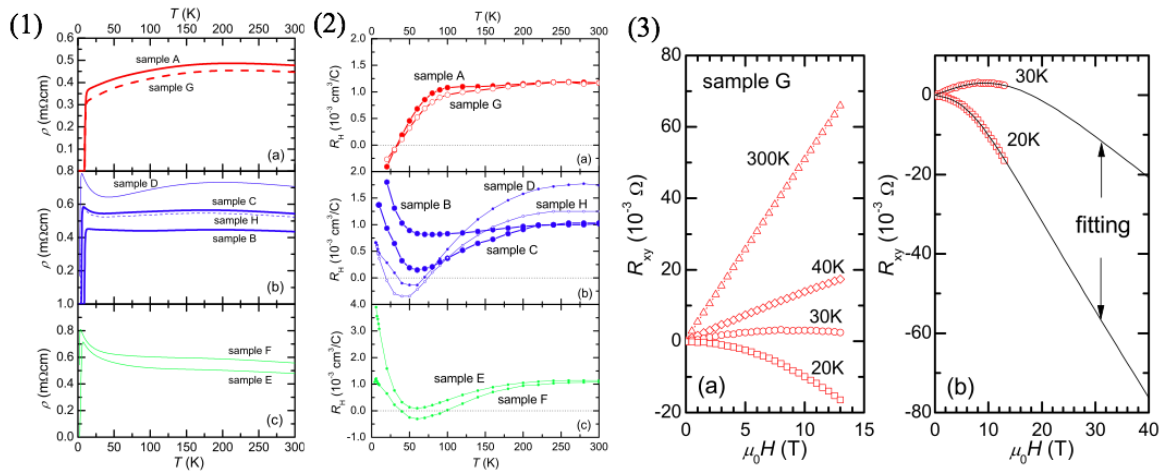 (1)
T (K)
0 50 100 150 200 250 300
0.6
0.5
0.4
0.3
0.2
0.1
0.8
ρ (mΩcm)
sample A
sample G
(a)
0.6
0.4
0.2
1.0
ρ (mΩcm)
sample D
sample C
sample H
sample B
(b)
0.8
0.6
0.4
0.2
0.0
ρ (mΩcm)
sample F
sample E
(c)
0 50 100 150 200 250 300
T (K)
(2)
T (K)
0 50 100 150 200 250 300
2.0
1.5
1.0
0.5
0.0
2.0
R_H (10⁻³ cm³/C)
sample A
sample G
(a)
1.5
1.0
0.5
0.0
4.0
R_H (10⁻³ cm³/C)
sample D
sample B
sample H
sample C
(b)
3.0
2.0
1.0
0.0
-1.0
R_H (10⁻³ cm³/C)
sample E
sample F
(c)
0 50 100 150 200 250 300
T (K)
(3)
80
60
40
20
0
-20
R_xy (10⁻³ Ω)
sample G
300K
40K
30K
20K
(a)
0 5 10 15
μ₀H (T)
20
0
-20
-40
-60
-80
R_xy (10⁻³ Ω)
30K
20K
fitting
(b)
0 10 20 30 40
μ₀H (T)